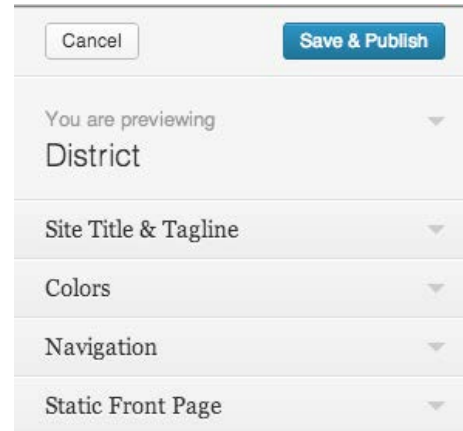 Cancel
Save & Publish
You are previewing
District
Site Title & Tagline
Colors
Navigation
Static Front Page